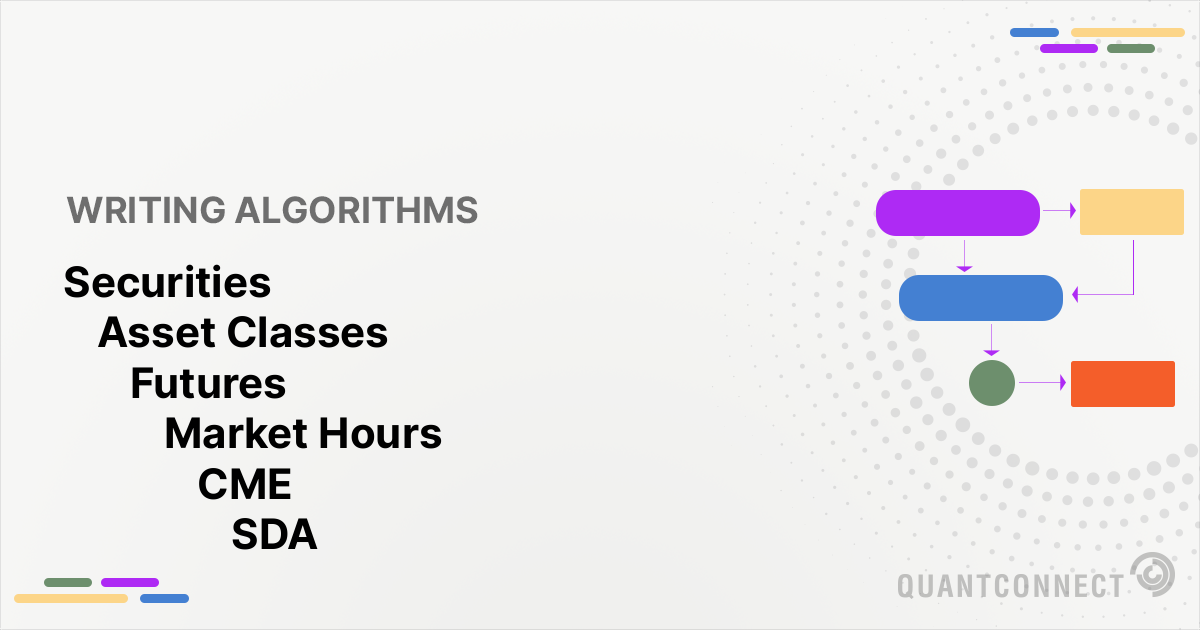 WRITING ALGORITHMS
Securities
Asset Classes
Futures
Market Hours
CME
SDA
QUANTCONNECT